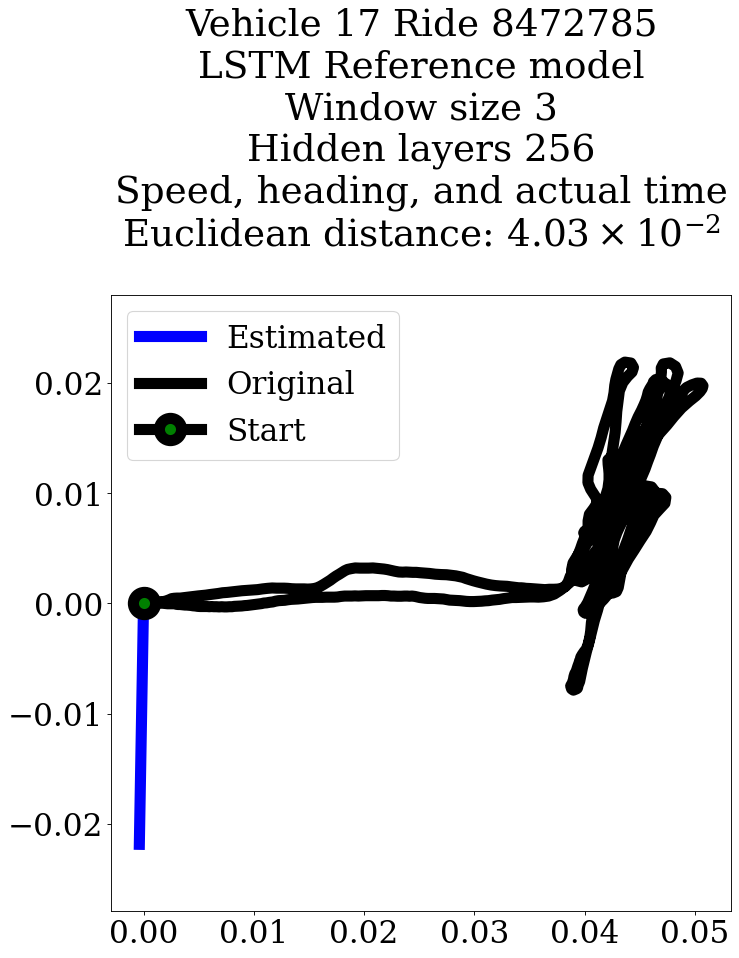 Vehicle 17 Ride 8472785
LSTM Reference model
Window size 3
Hidden layers 256
Speed, heading, and actual time
Euclidean distance: 4.03 × 10⁻²
Estimated
Original
Start
0.02
0.01
0.00
−0.01
−0.02
0.00 0.01 0.02 0.03 0.04 0.05